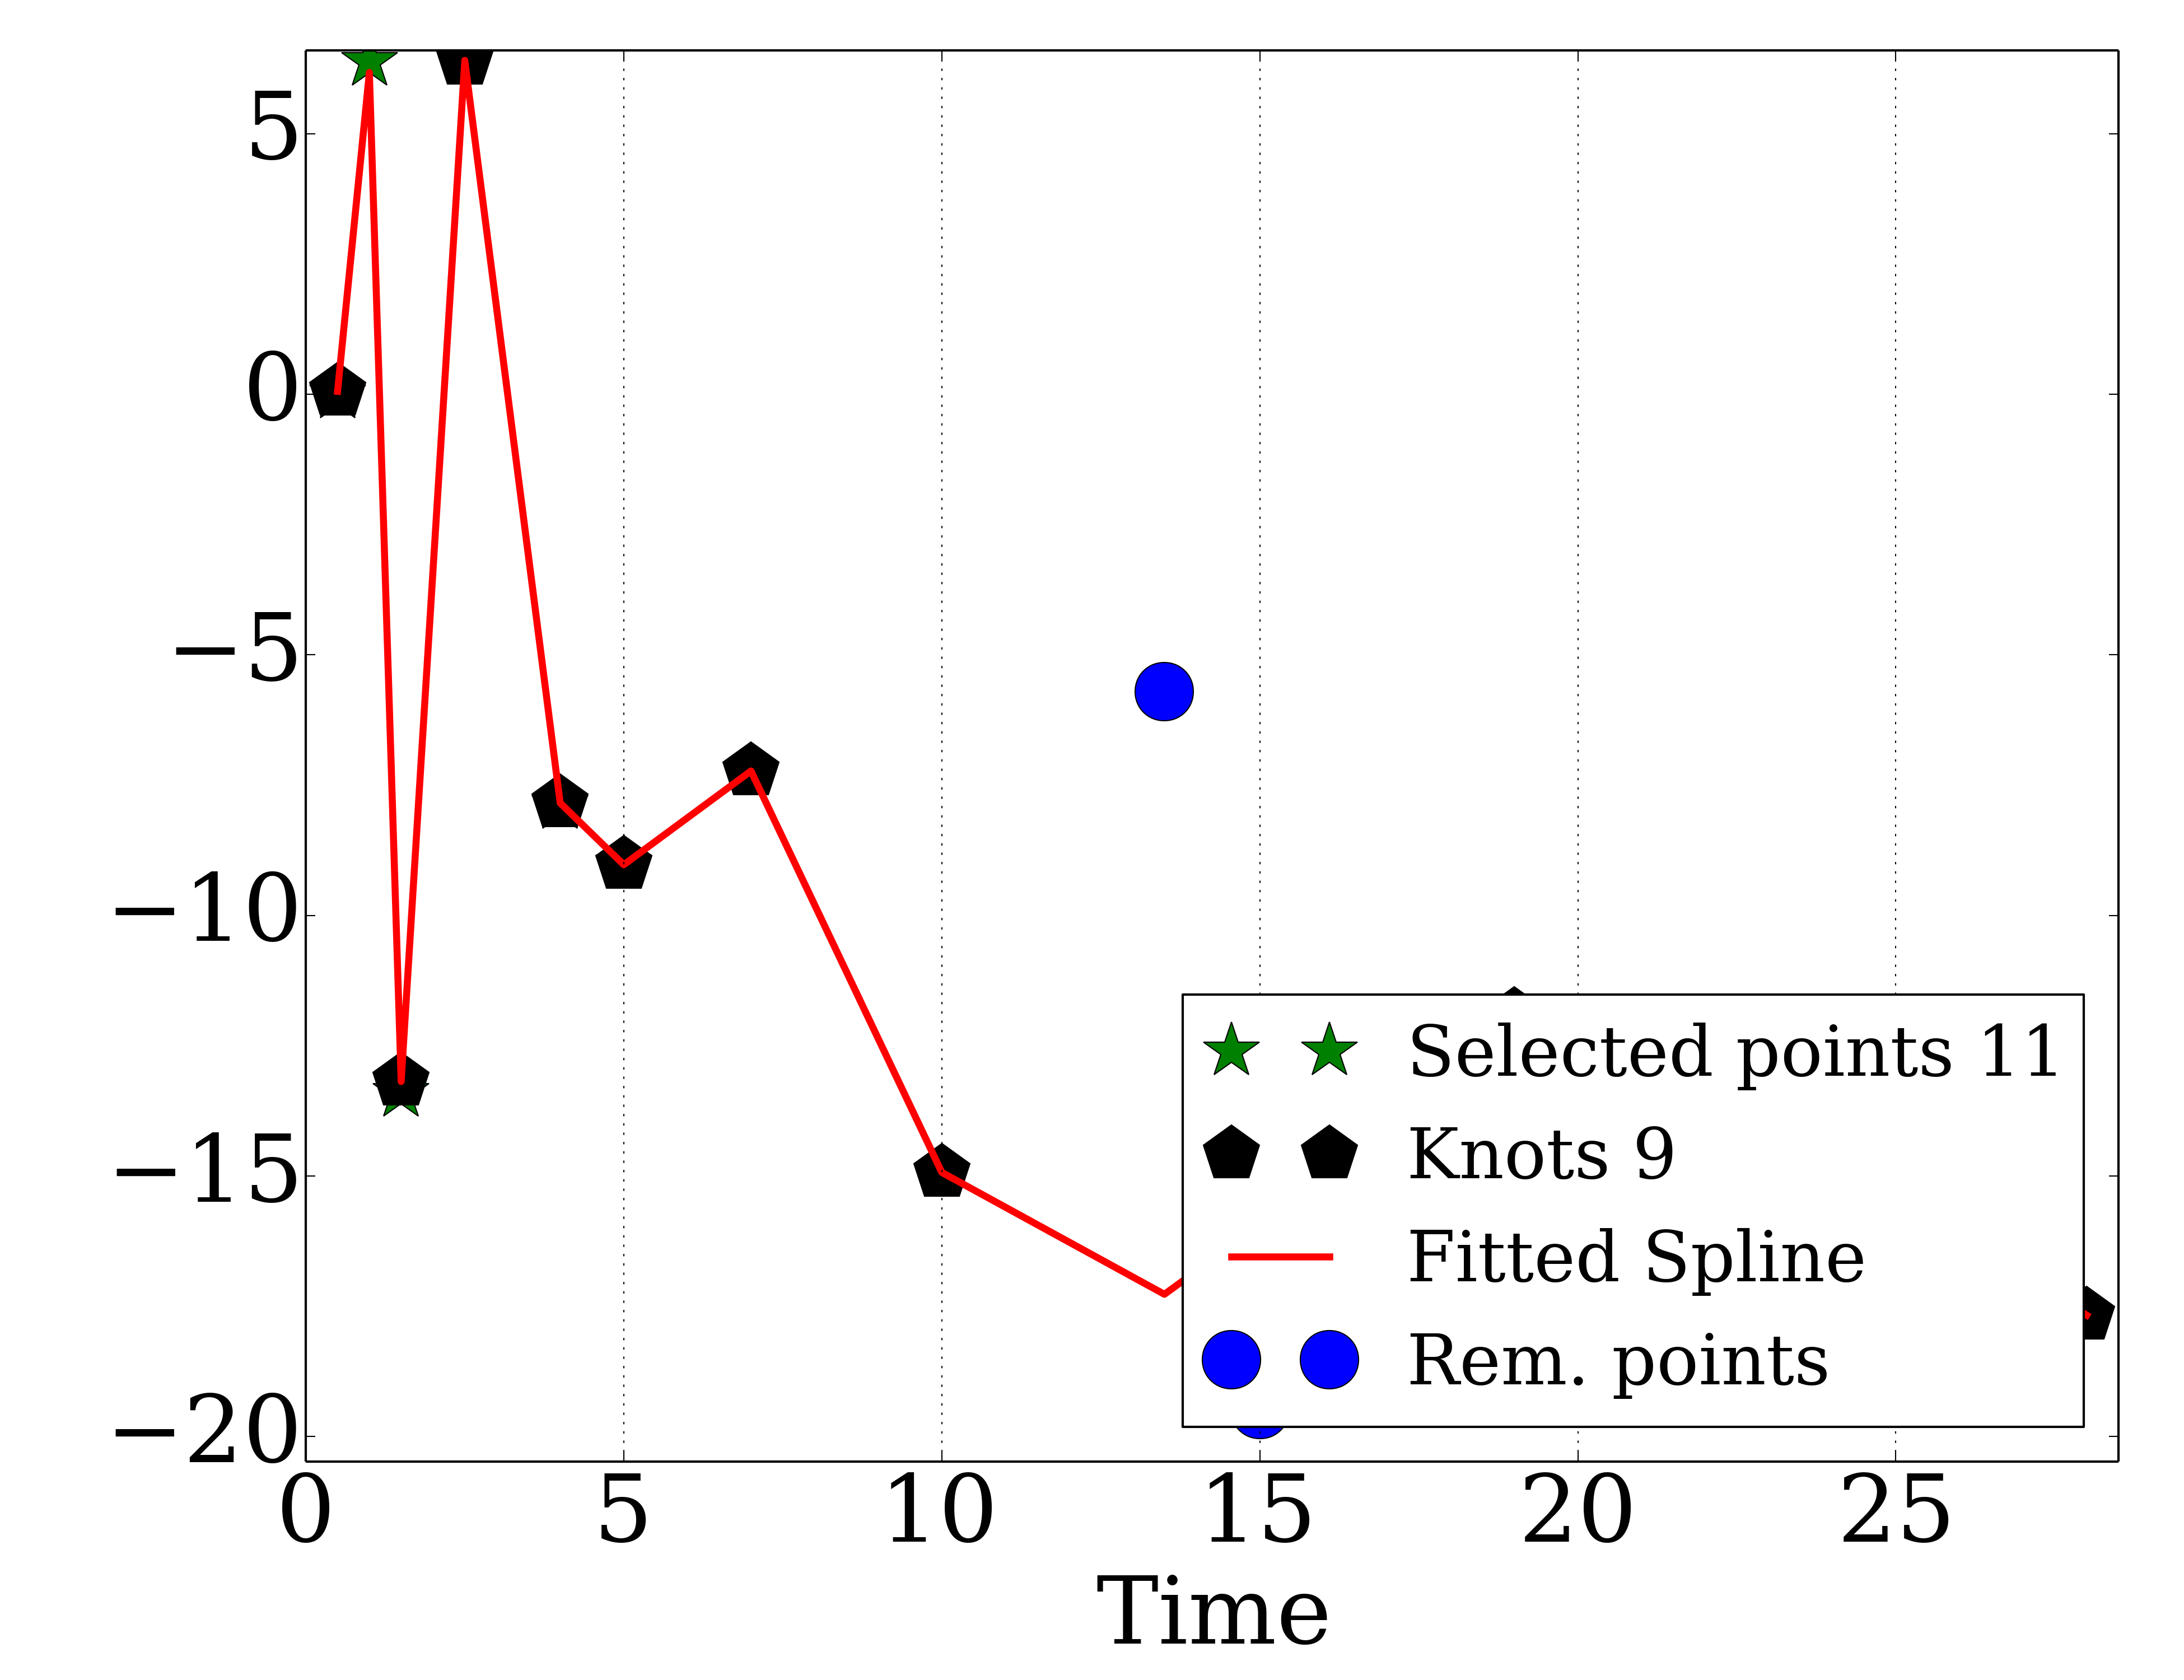 5
0
−5
−10
−15
−20
0 5 10 15 20 25
Time
Selected points 11
Knots 9
Fitted Spline
Rem. points